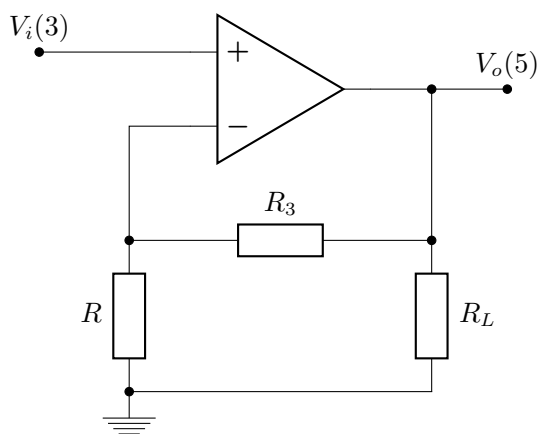 V_i(3)
V_o(5)
+
−
R_3
R
R_L